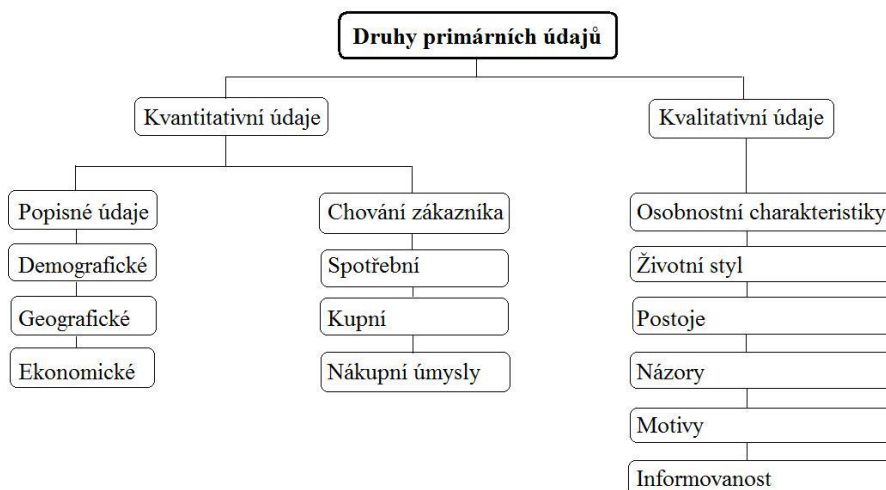 Druhy primárních údajů
Kvantitativní údaje
Kvalitativní údaje
Popisné údaje
Demografické
Geografické
Ekonomické
Chování zákazníka
Spotřební
Kupní
Nákupní úmysly
Osobnostní charakteristiky
Životní styl
Postoje
Názory
Motivy
Informovanost